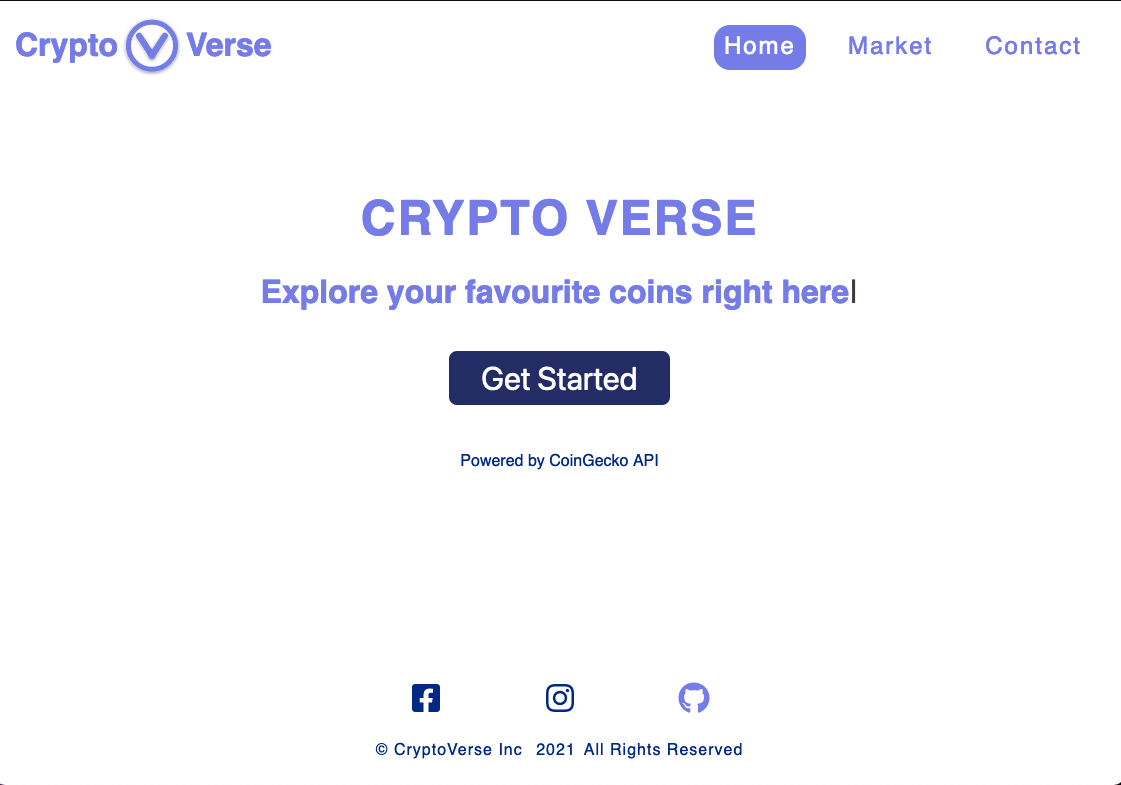 Crypto V Verse
Home Market Contact
CRYPTO VERSE
Explore your favourite coins right here
Get Started
Powered by CoinGecko API
© CryptoVerse Inc 2021 All Rights Reserved